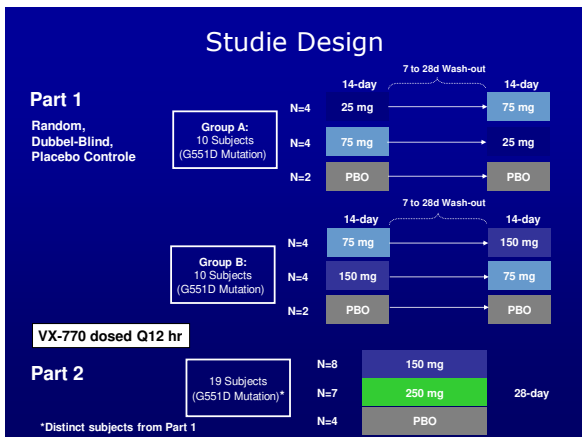 Studie Design
Part 1
Random,
Dubbel-Blind,
Placebo Controle
7 to 28d Wash-out
14-day
14-day
Group A:
10 Subjects
(G551D Mutation)
N=4
25 mg
75 mg
N=4
75 mg
25 mg
N=2
PBO
PBO
7 to 28d Wash-out
14-day
14-day
Group B:
10 Subjects
(G551D Mutation)
N=4
75 mg
150 mg
N=4
150 mg
75 mg
N=2
PBO
PBO
VX-770 dosed Q12 hr
Part 2
19 Subjects
(G551D Mutation)*
N=8
150 mg
N=7
250 mg
28-day
N=4
PBO
*Distinct subjects from Part 1